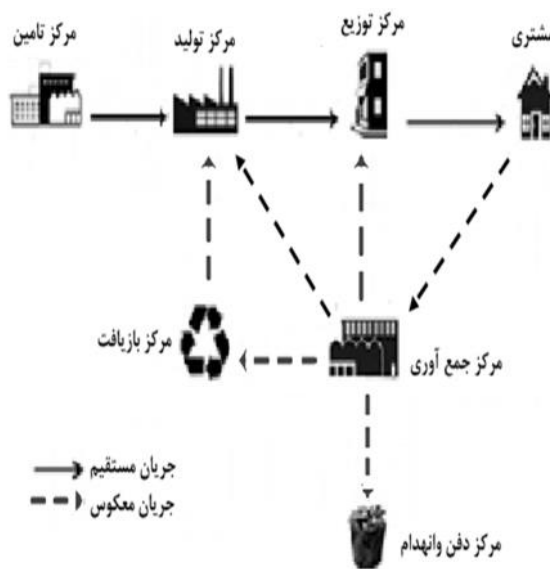 مرکز تامین
مرکز تولید
مرکز توزیع
مشتری
مرکز بازیافت
مرکز جمع آوری
جریان مستقیم
جریان معکوس
مرکز دفن وانهدام